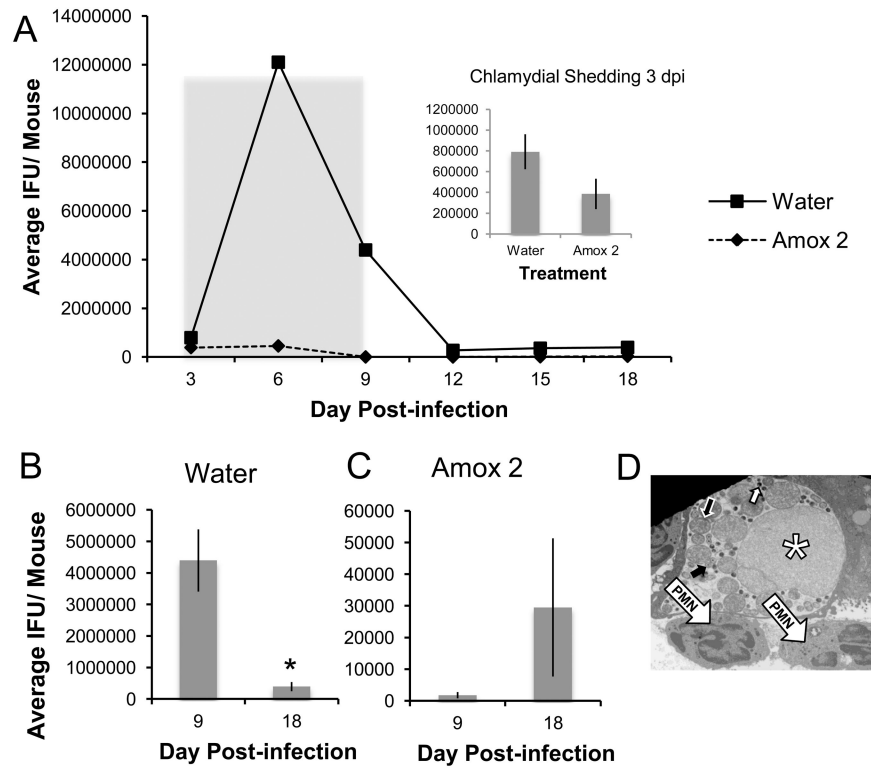 A
Average IFU/ Mouse
14000000
12000000
10000000
8000000
6000000
4000000
2000000
0
3 6 9 12 15 18
Day Post-infection
Chlamydial Shedding 3 dpi
1200000
1000000
800000
600000
400000
200000
0
Water Amox 2
Treatment
Water
Amox 2
B
Water
Average IFU/ Mouse
6000000
5000000
4000000
3000000
2000000
1000000
0
*
9 18
Day Post-infection
C
Amox 2
60000
50000
40000
30000
20000
10000
0
9 18
Day Post-infection
D
*
PMN
PMN